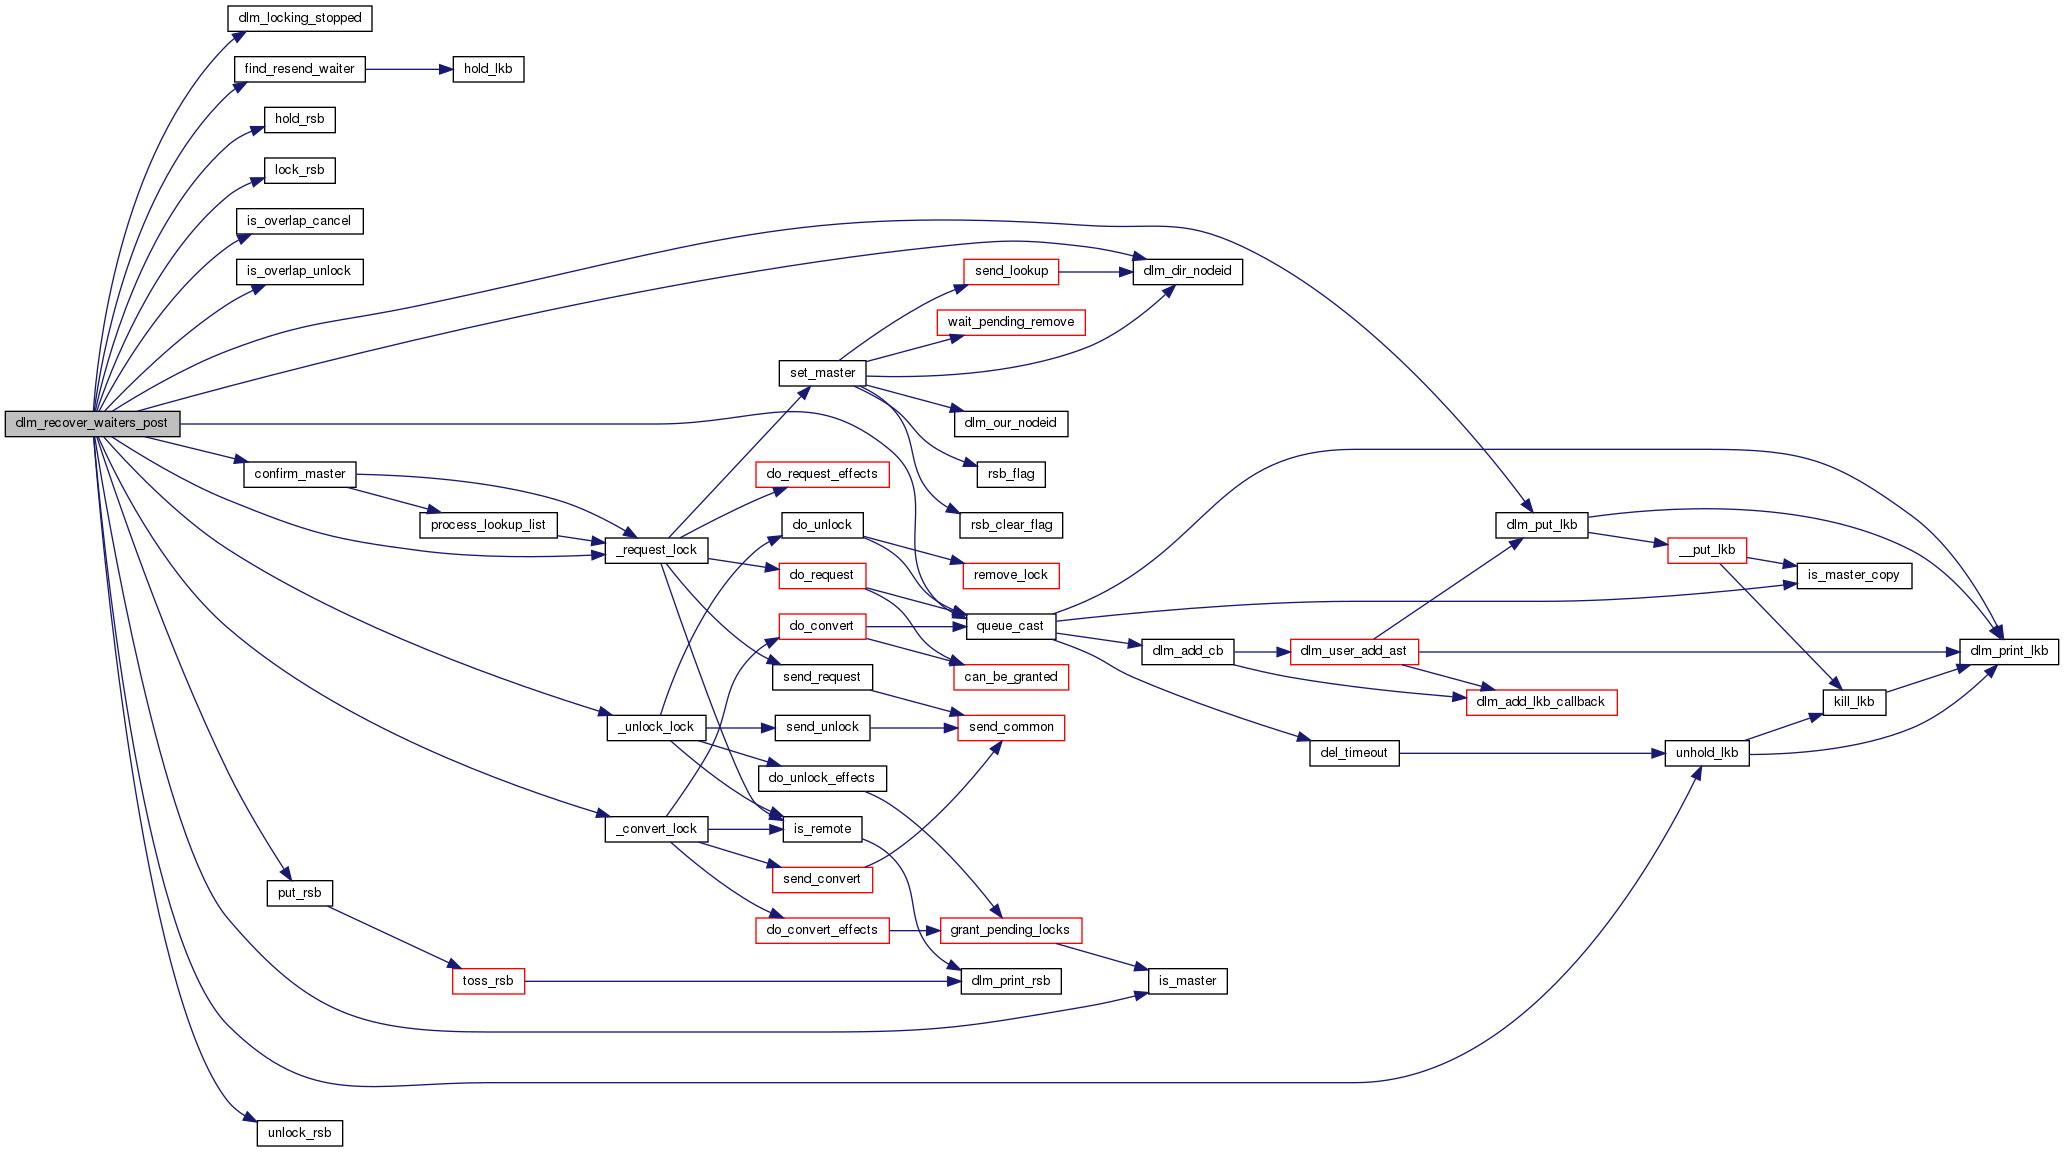 dlm_locking_stopped
find_resend_waiter
hold_lkb
hold_rsb
lock_rsb
is_overlap_cancel
is_overlap_unlock
send_lookup
dlm_dir_nodeid
wait_pending_remove
set_master
dlm_recover_waiters_post
dlm_our_nodeid
confirm_master
do_request_effects
rsb_flag
process_lookup_list
do_unlock
rsb_clear_flag
dlm_put_lkb
_request_lock
__put_lkb
do_request
remove_lock
is_master_copy
do_convert
queue_cast
dlm_add_cb
dlm_user_add_ast
dlm_print_lkb
send_request
can_be_granted
dlm_add_lkb_callback
kill_lkb
_unlock_lock
send_unlock
send_common
del_timeout
unhold_lkb
do_unlock_effects
_convert_lock
is_remote
send_convert
put_rsb
do_convert_effects
grant_pending_locks
toss_rsb
dlm_print_rsb
is_master
unlock_rsb